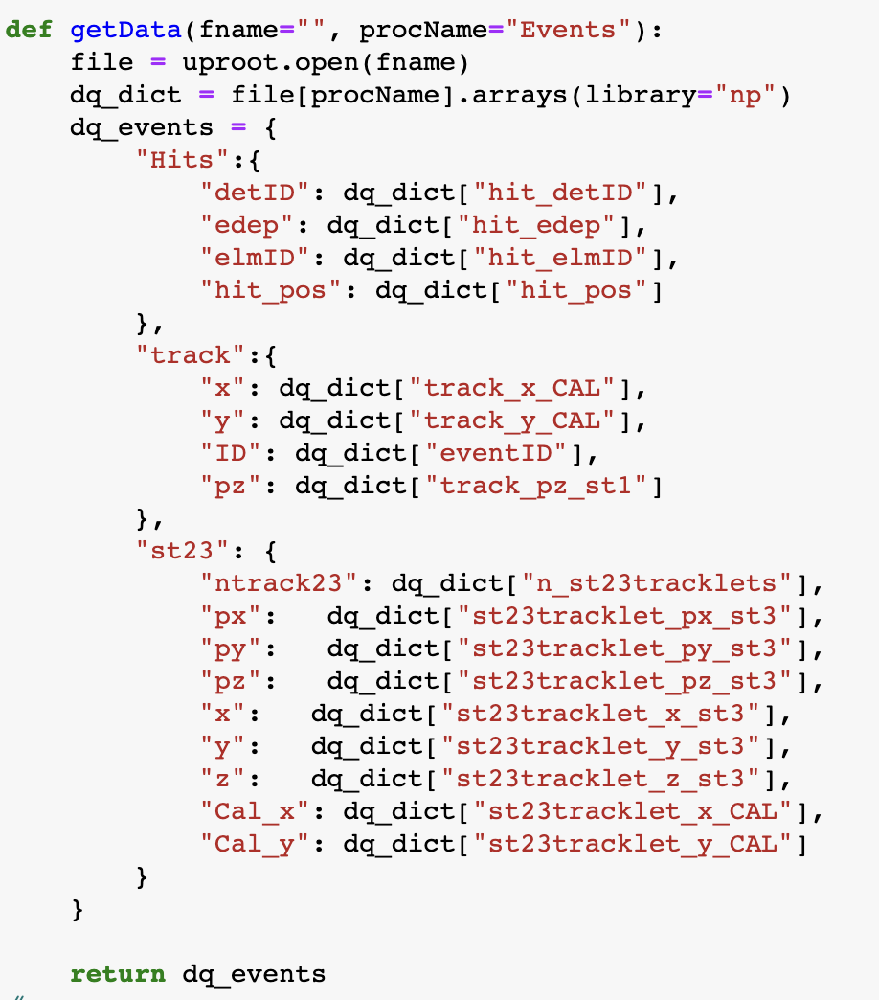 def getData(fname="", procName="Events"):
    file = uproot.open(fname)
    dq_dict = file[procName].arrays(library="np")
    dq_events = {
        "Hits":{
            "detID": dq_dict["hit_detID"],
            "edep": dq_dict["hit_edep"],
            "elmID": dq_dict["hit_elmID"],
            "hit_pos": dq_dict["hit_pos"]
        },
        "track":{
            "x": dq_dict["track_x_CAL"],
            "y": dq_dict["track_y_CAL"],
            "ID": dq_dict["eventID"],
            "pz": dq_dict["track_pz_st1"]
        },
        "st23": {
            "ntrack23": dq_dict["n_st23tracklets"],
            "px":   dq_dict["st23tracklet_px_st3"],
            "py":   dq_dict["st23tracklet_py_st3"],
            "pz":   dq_dict["st23tracklet_pz_st3"],
            "x":   dq_dict["st23tracklet_x_st3"],
            "y":   dq_dict["st23tracklet_y_st3"],
            "z":   dq_dict["st23tracklet_z_st3"],
            "Cal_x": dq_dict["st23tracklet_x_CAL"],
            "Cal_y": dq_dict["st23tracklet_y_CAL"]
        }
    }

    return dq_events